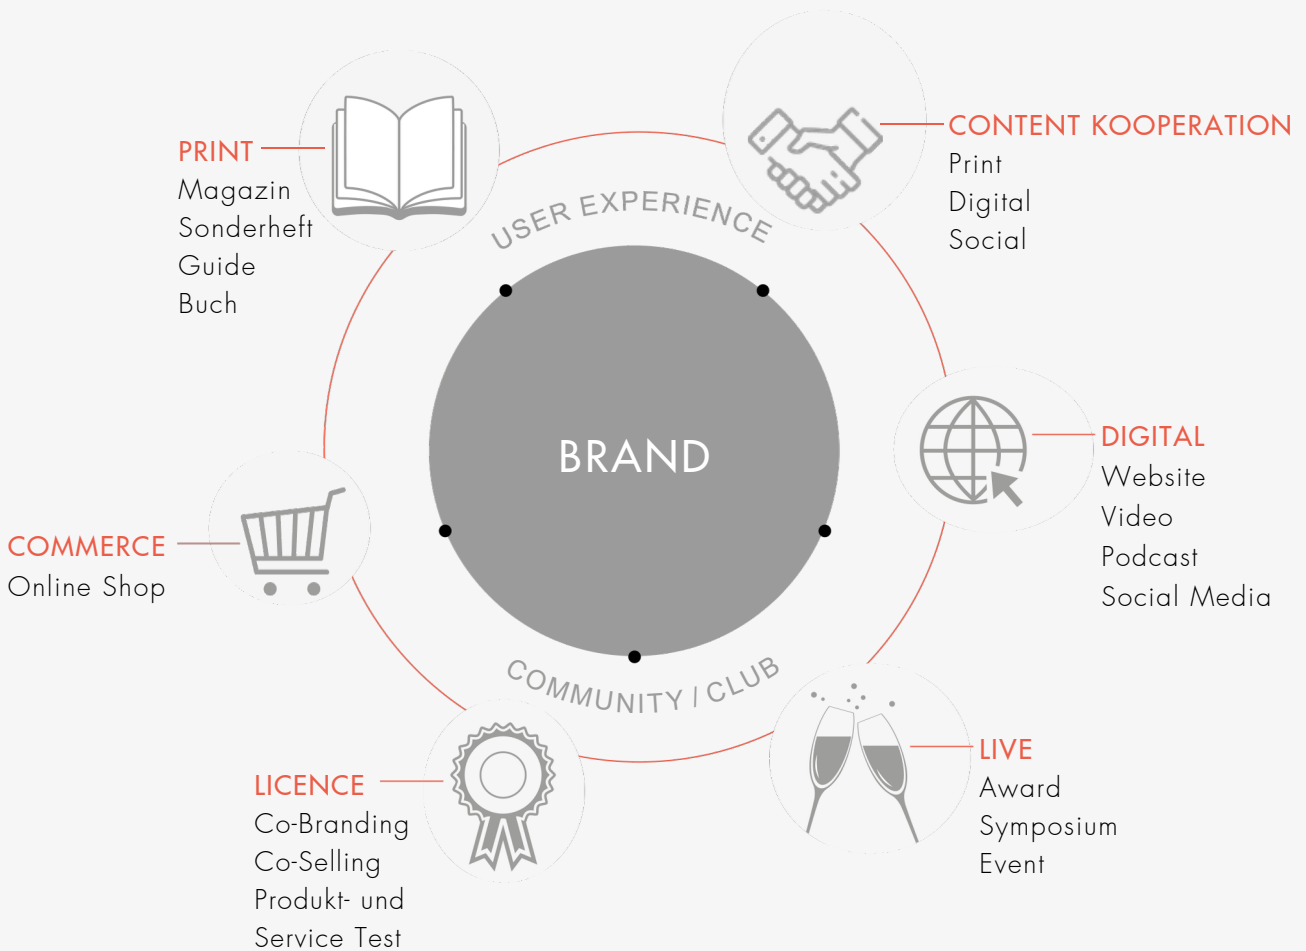 PRINT
Magazin
Sonderheft
Guide
Buch
CONTENT KOOPERATION
Print
Digital
Social
USER EXPERIENCE
BRAND
DIGITAL
Website
Video
Podcast
Social Media
COMMERCE
Online Shop
COMMUNITY / CLUB
LICENCE
Co-Branding
Co-Selling
Produkt- und
Service Test
LIVE
Award
Symposium
Event